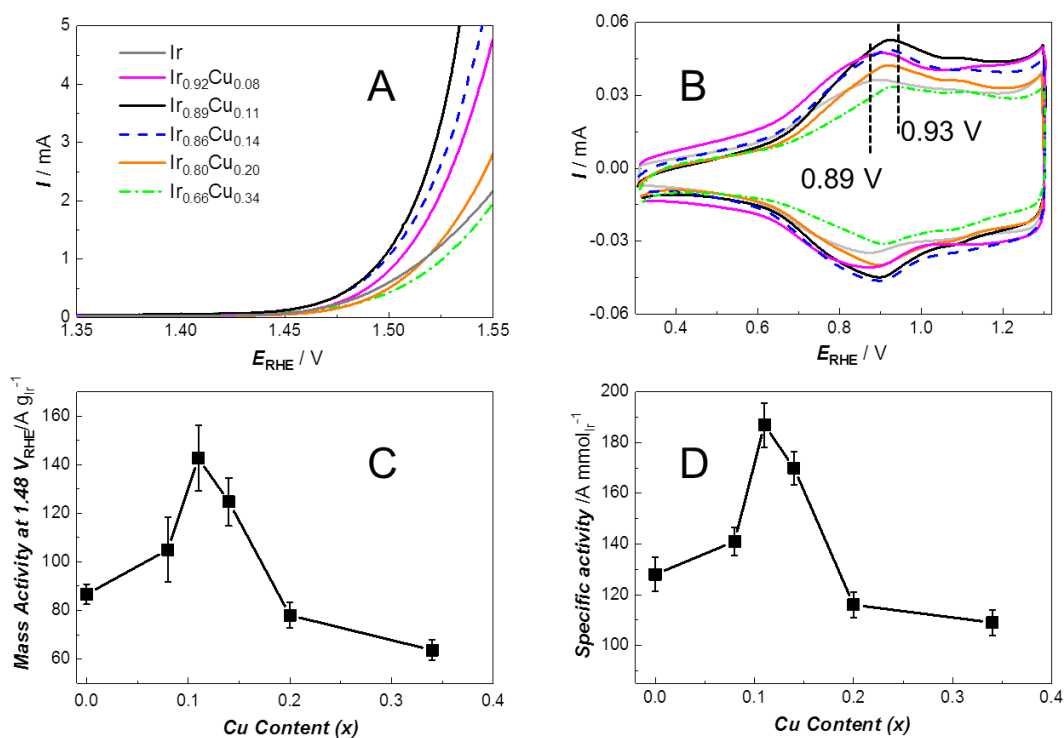 A
Ir
Ir0.92Cu0.08
Ir0.89Cu0.11
Ir0.86Cu0.14
Ir0.80Cu0.20
Ir0.66Cu0.34
I / mA
5
4
3
2
1
0
1.35 1.40 1.45 1.50 1.55
ERHE / V
B
0.93 V
0.89 V
I / mA
0.06
0.03
0.00
-0.03
-0.06
0.4 0.6 0.8 1.0 1.2
ERHE / V
C
Mass Activity at 1.48 VRHE/A gIr-1
160
140
120
100
80
60
0.0 0.1 0.2 0.3 0.4
Cu Content (x)
D
Specific activity /A mmolIr-1
200
180
160
140
120
100
0.0 0.1 0.2 0.3 0.4
Cu Content (x)